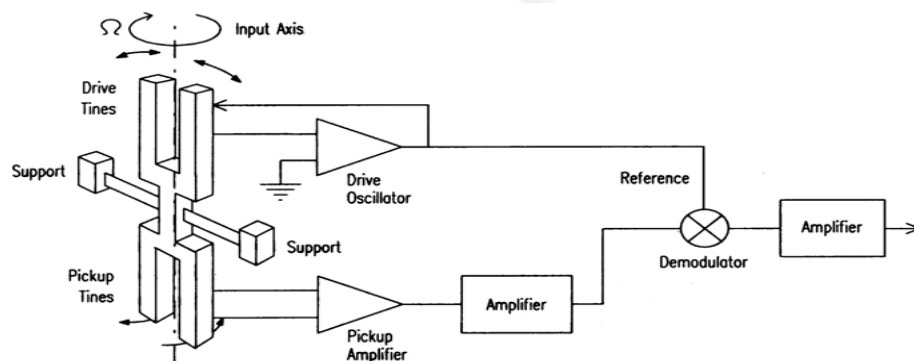 Ω
Input Axis
Drive
Tines
Support
Drive
Oscillator
Reference
Amplifier
Demodulator
Support
Pickup
Tines
Amplifier
Pickup
Amplifier